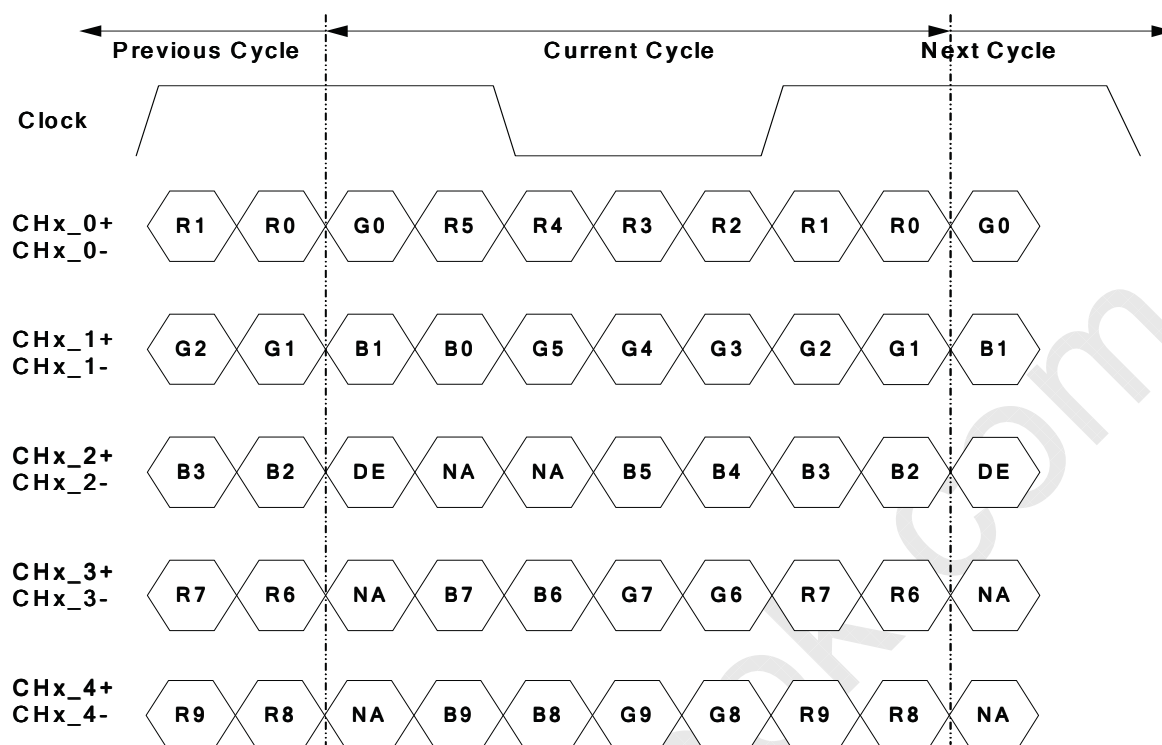 Previous Cycle Current Cycle Next Cycle
Clock
CHx_0+
CHx_0-
R1 R0 G0 R5 R4 R3 R2 R1 R0 G0
CHx_1+
CHx_1-
G2 G1 B1 B0 G5 G4 G3 G2 G1 B1
CHx_2+
CHx_2-
B3 B2 DE NA NA B5 B4 B3 B2 DE
CHx_3+
CHx_3-
R7 R6 NA B7 B6 G7 G6 R7 R6 NA
CHx_4+
CHx_4-
R9 R8 NA B9 B8 G9 G8 R9 R8 NA